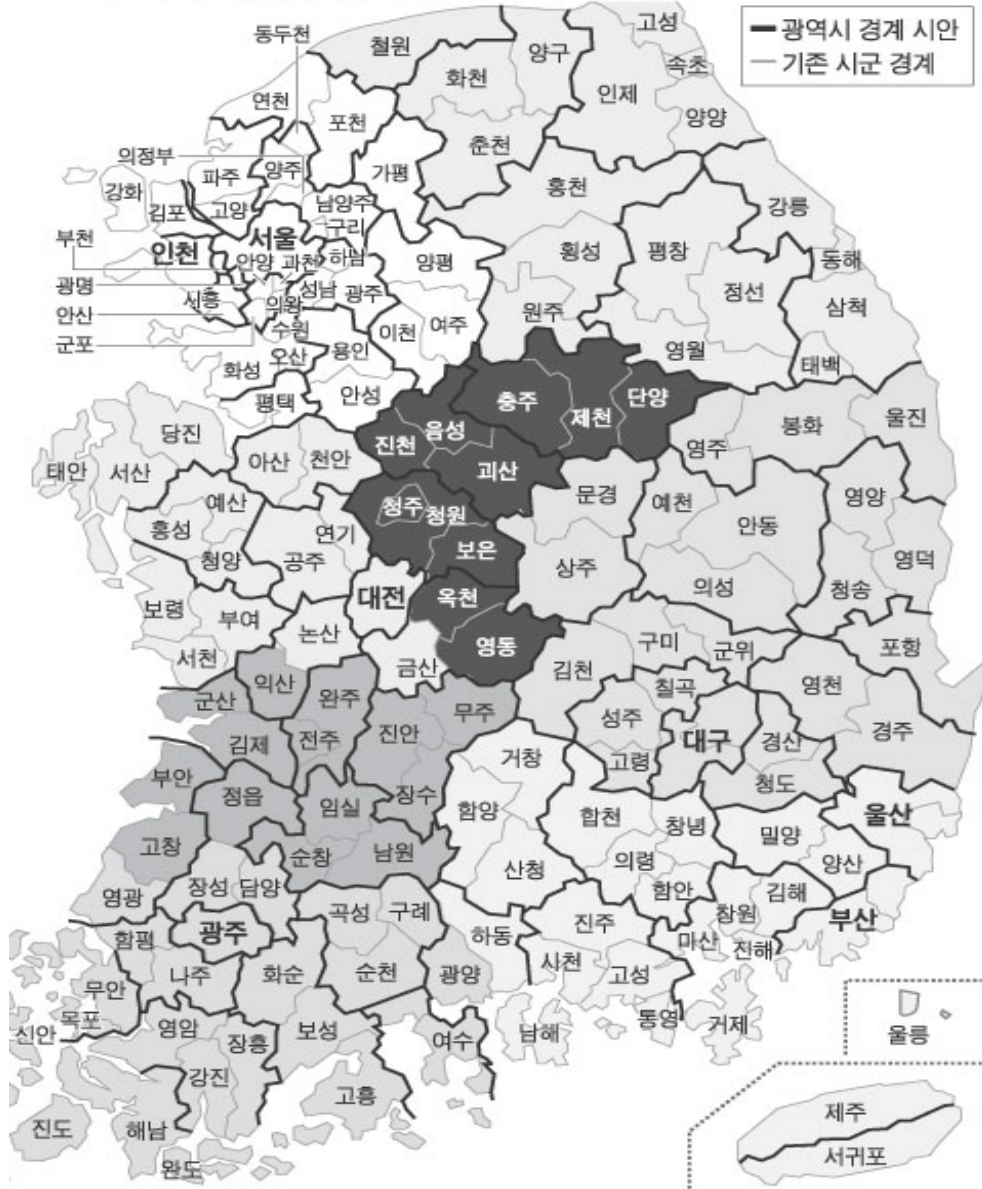 광역시 경계 시안
기존 시군 경계
고성
동두천
철원
양구
속초
화천
인제
연천
포천
양양
춘천
의정부
양주
가평
파주
강화
홍천
남양주
김포
고양
강릉
구리
부천
서울
인천
횡성
평창
안양
과천
하남
양평
동해
광명
성남
광주
정선
시흥
의왕
삼척
안산
원주
수원
이천
여주
군포
오산
용인
영월
화성
태백
안성
평택
충주
제천
단양
당진
음성
봉화
울진
진천
영주
태안
서산
아산
천안
괴산
문경
예천
영양
예산
청주
청원
안동
홍성
연기
보은
영덕
청양
공주
상주
대전
의성
청송
보령
옥천
부여
논산
영동
구미
군위
포항
서천
금산
김천
익산
완주
칠곡
영천
군산
무주
성주
진안
대구
경산
경주
김제
전주
거창
고령
부안
청도
정읍
임실
장수
함양
합천
창녕
울산
고창
밀양
순창
남원
산청
의령
양산
영광
장성
담양
함안
김해
곡성
구례
진주
창원
부산
광주
하동
함평
마산
진해
나주
화순
순천
광양
사천
고성
무안
통영
거제
신안
목포
영암
보성
여수
남해
울릉
장흥
강진
고흥
제주
진도
해남
서귀포
완도